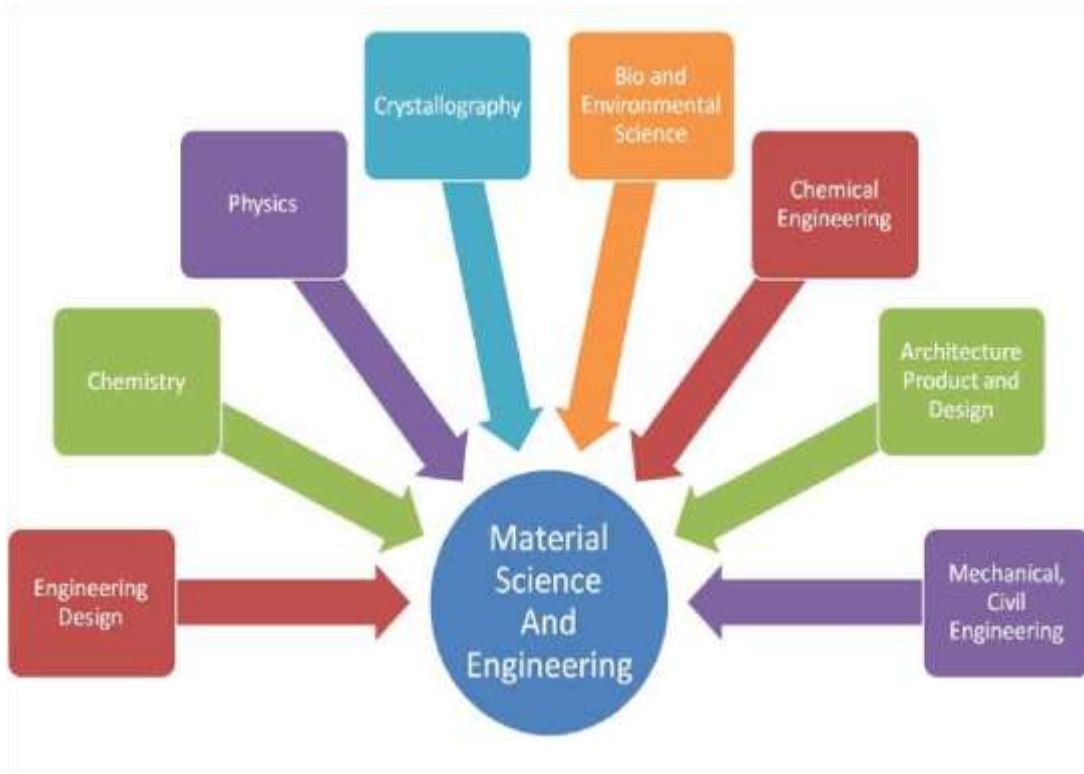 Crystallography
Bio and
Environmental
Science
Physics
Chemical
Engineering
Chemistry
Architecture
Product and
Design
Engineering
Design
Material
Science
And
Engineering
Mechanical,
Civil
Engineering